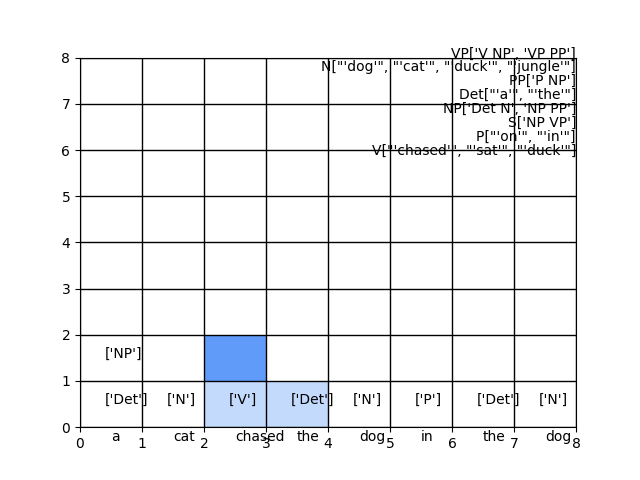 VP['V NP', 'VP PP']
N["'dog'", "'cat'", "'duck'", "'jungle'"]
PP['P NP']
Det["'a'", "'the'"]
NP['Det N', 'NP PP']
S['NP VP']
P["'on'", "'in'"]
V["'chased'", "'sat'", "'duck'"]
8
7
6
5
4
3
2
['NP']
1
['Det'] ['N'] ['V'] ['Det'] ['N'] ['P'] ['Det'] ['N']
0
a cat chased the dog in the dog
0 1 2 3 4 5 6 7 8